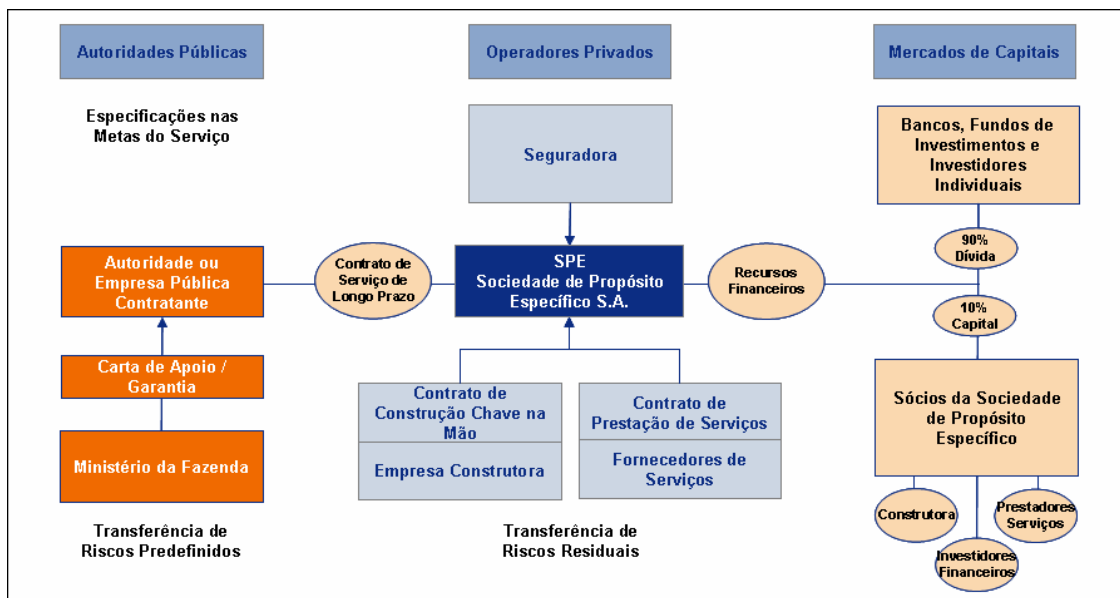 Autoridades Públicas
Operadores Privados
Mercados de Capitais
Especificações nas
Metas do Serviço
Seguradora
Bancos, Fundos de
Investimentos e
Investidores
Individuais
90%
Dívida
Autoridade ou
Empresa Pública
Contratante
Contrato de
Serviço de
Longo Prazo
SPE
Sociedade de Propósito
Específico S.A.
Recursos
Financeiros
10%
Capital
Carta de Apoio /
Garantia
Contrato de
Construção Chave na
Mão
Contrato de
Prestação de Serviços
Sócios da Sociedade
de Propósito
Específico
Ministério da Fazenda
Empresa Construtora
Fornecedores de
Serviços
Construtora
Prestadores
Serviços
Investidores
Financeiros
Transferência de
Riscos Predefinidos
Transferência de
Riscos Residuais